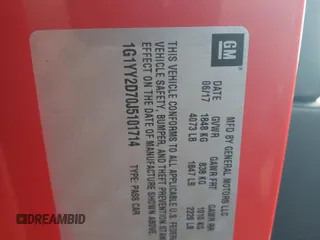 GM
MFD BY GENERAL MOTORS LLC
DATE GVWR GAWR FRT GAWR RR
06/17 1848 KG 838 KG 1010 KG
4073 LB 1847 LB 2226 LB
THIS VEHICLE CONFORMS TO ALL APPLICABLE U.S. FEDERAL
VEHICLE SAFETY, BUMPER, AND THEFT PREVENTION STAN
EFFECT ON THE DATE OF MANUFACTURE SHOWN ABOVE.
1G1YY2D70J5101714 TYPE: PASS CAR
DREAMBID